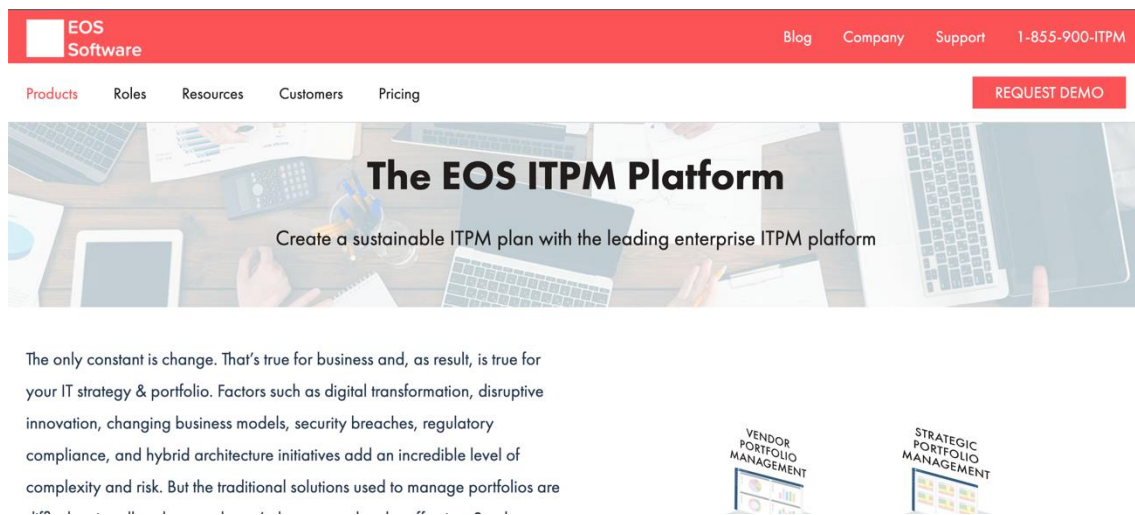 EOS
Software
Blog Company Support 1-855-900-ITPM
Products Roles Resources Customers Pricing REQUEST DEMO
The EOS ITPM Platform
Create a sustainable ITPM plan with the leading enterprise ITPM platform
The only constant is change. That's true for business and, as result, is true for
your IT strategy & portfolio. Factors such as digital transformation, disruptive
innovation, changing business models, security breaches, regulatory
compliance, and hybrid architecture initiatives add an incredible level of
complexity and risk. But the traditional solutions used to manage portfolios are
VENDOR
PORTFOLIO
MANAGEMENT
STRATEGIC
PORTFOLIO
MANAGEMENT